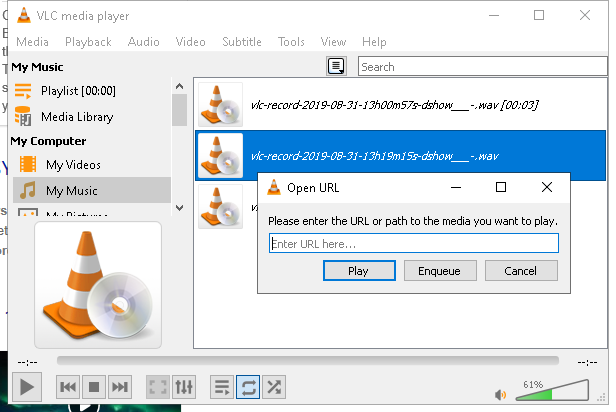 VLC media player
Media Playback Audio Video Subtitle Tools View Help
My Music
Search
Playlist [00:00]
Media Library
My Computer
My Videos
My Music
My Pictures
vlc-record-2019-08-31-13h00m57s-dshow___-.wav [00:03]
vlc-record-2019-08-31-13h19m15s-dshow___-.wav
Open URL
Please enter the URL or path to the media you want to play.
Enter URL here...
Play Enqueue Cancel
--:-- --:--
61%